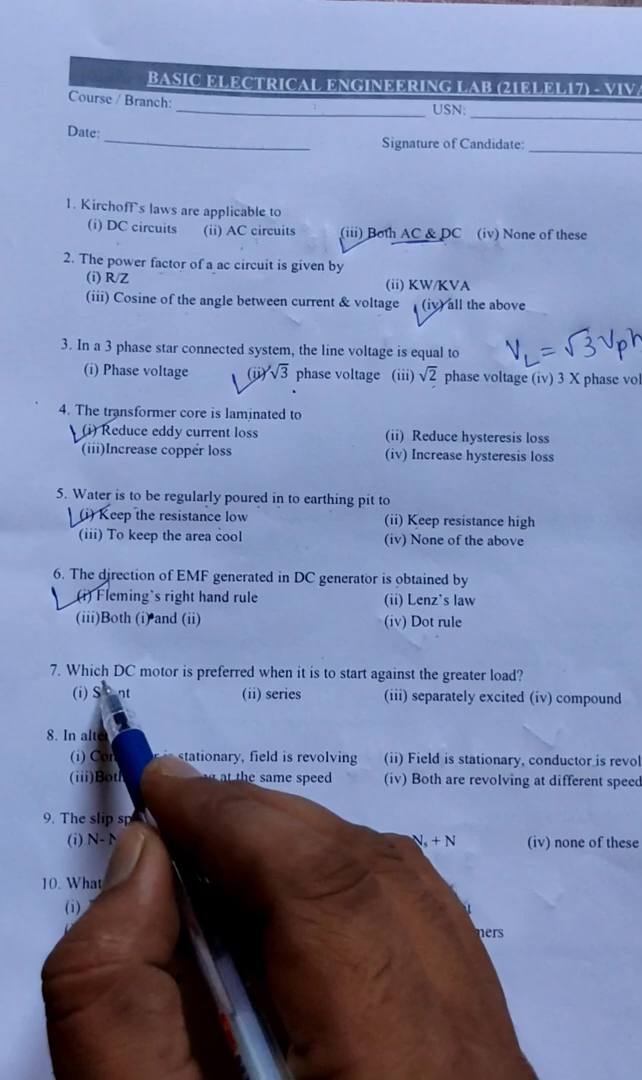 BASIC ELECTRICAL ENGINEERING LAB (21ELEL17) - VIVA
Course / Branch: USN:
Date: Signature of Candidate:
1. Kirchoff's laws are applicable to
(i) DC circuits (ii) AC circuits (iii) Both AC & DC (iv) None of these
2. The power factor of a ac circuit is given by
(i) R/Z (ii) KW/KVA
(iii) Cosine of the angle between current & voltage (iv) all the above
3. In a 3 phase star connected system, the line voltage is equal to V_L = √3 Vph
(i) Phase voltage (ii) √3 phase voltage (iii) √2 phase voltage (iv) 3 X phase vol
4. The transformer core is laminated to
(i) Reduce eddy current loss (ii) Reduce hysteresis loss
(iii)Increase copper loss (iv) Increase hysteresis loss
5. Water is to be regularly poured in to earthing pit to
(i) Keep the resistance low (ii) Keep resistance high
(iii) To keep the area cool (iv) None of the above
6. The direction of EMF generated in DC generator is obtained by
(i) Fleming's right hand rule (ii) Lenz's law
(iii)Both (i) and (ii) (iv) Dot rule
7. Which DC motor is preferred when it is to start against the greater load?
(i) S nt (ii) series (iii) separately excited (iv) compound
8. In alte
(i) Con stationary, field is revolving (ii) Field is stationary, conductor is revol
(iii)Both at the same speed (iv) Both are revolving at different speed
9. The slip sp
(i) N- N Ns + N (iv) none of these
10. What
(i)
mers